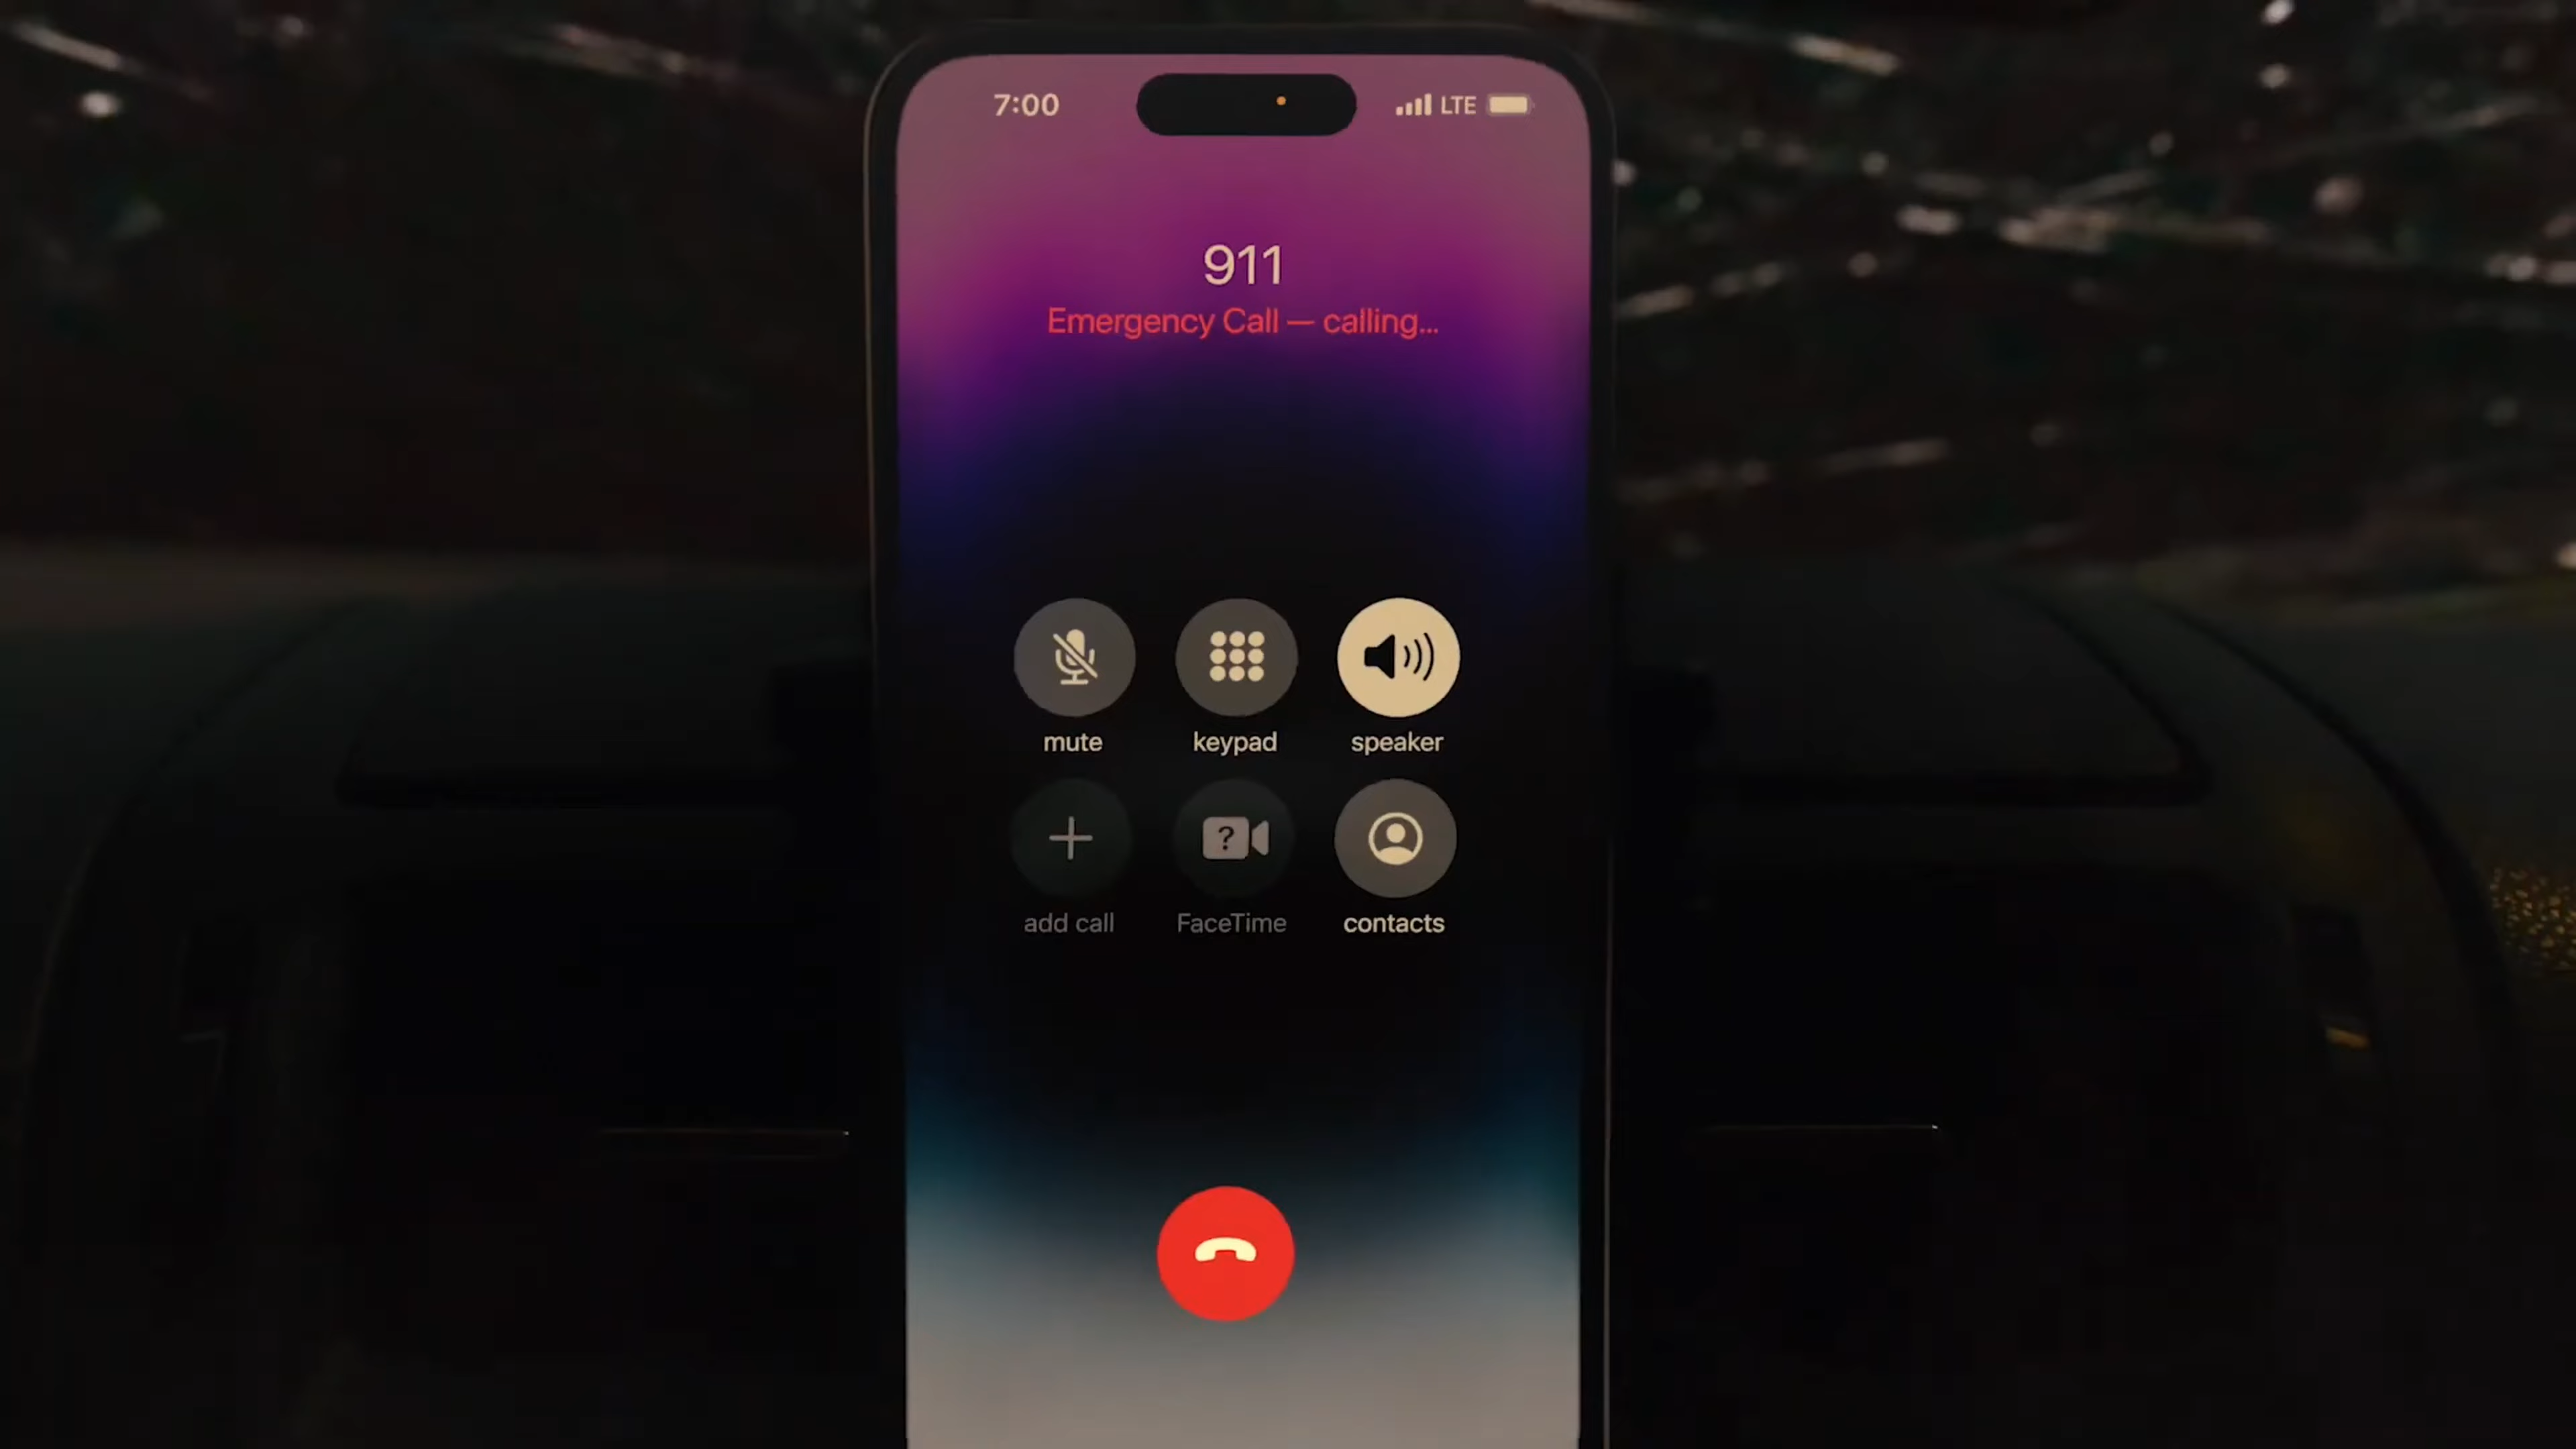 7:00 LTE
911
Emergency Call — calling...
mute keypad speaker
?
add call FaceTime contacts